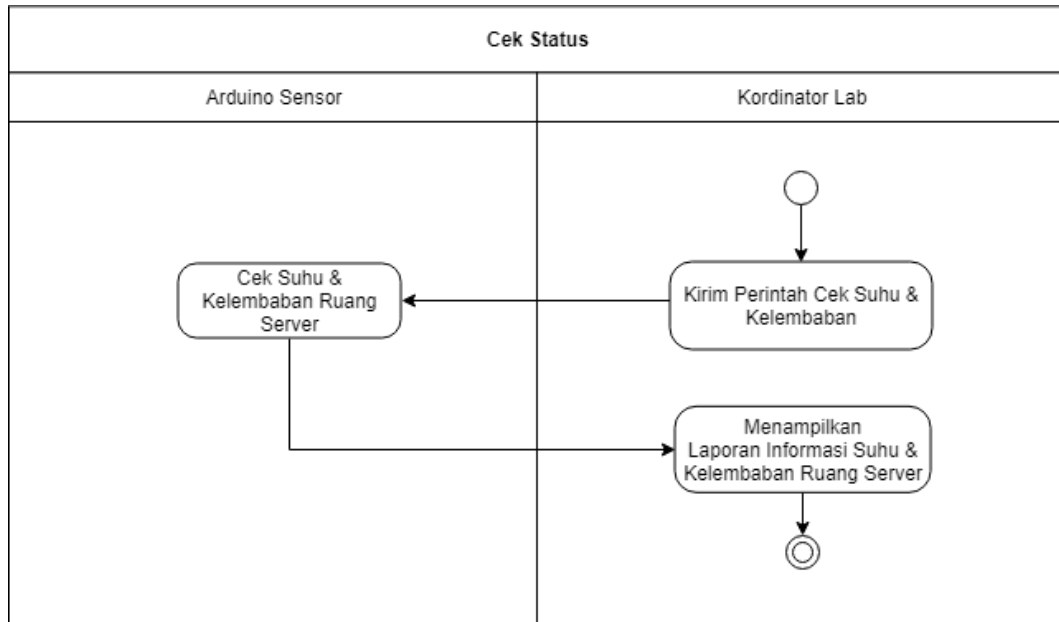 Cek Status
Arduino Sensor
Kordinator Lab
Kirim Perintah Cek Suhu &
Kelembaban
Cek Suhu &
Kelembaban Ruang
Server
Menampilkan
Laporan Informasi Suhu &
Kelembaban Ruang Server